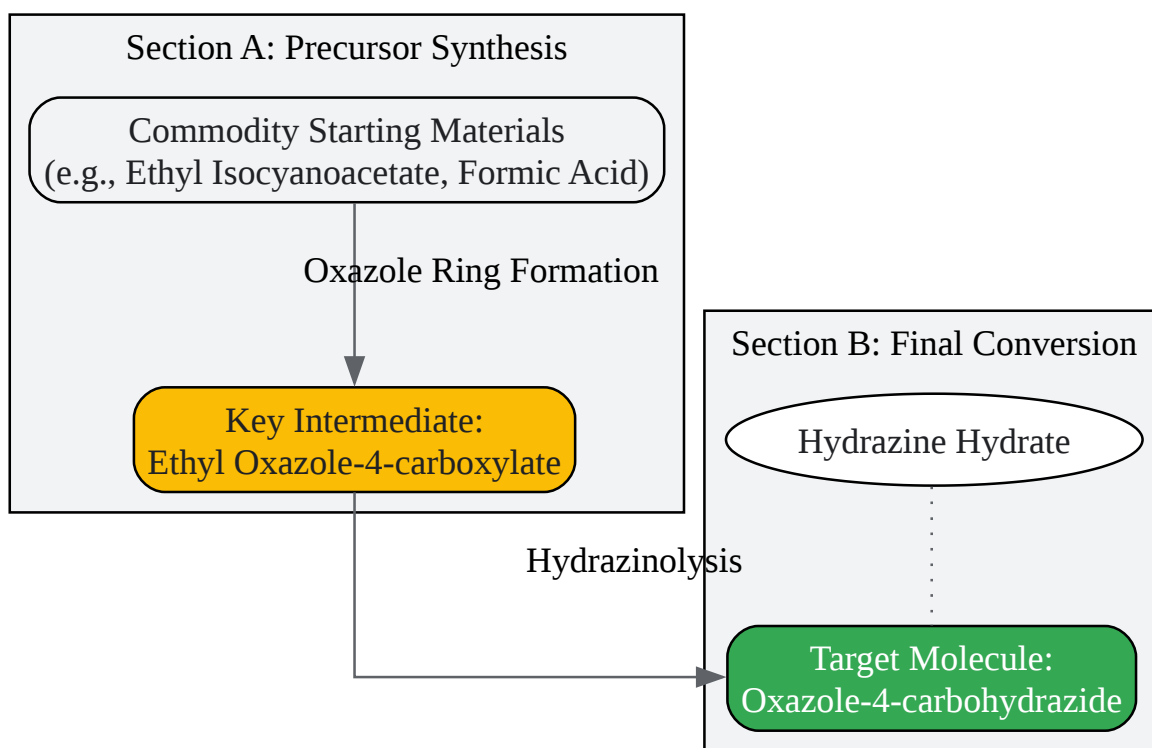 Section A: Precursor Synthesis
Commodity Starting Materials
(e.g., Ethyl Isocyanoacetate, Formic Acid)
Oxazole Ring Formation
Key Intermediate:
Ethyl Oxazole-4-carboxylate
Section B: Final Conversion
Hydrazine Hydrate
Hydrazinolysis
Target Molecule:
Oxazole-4-carbohydrazide